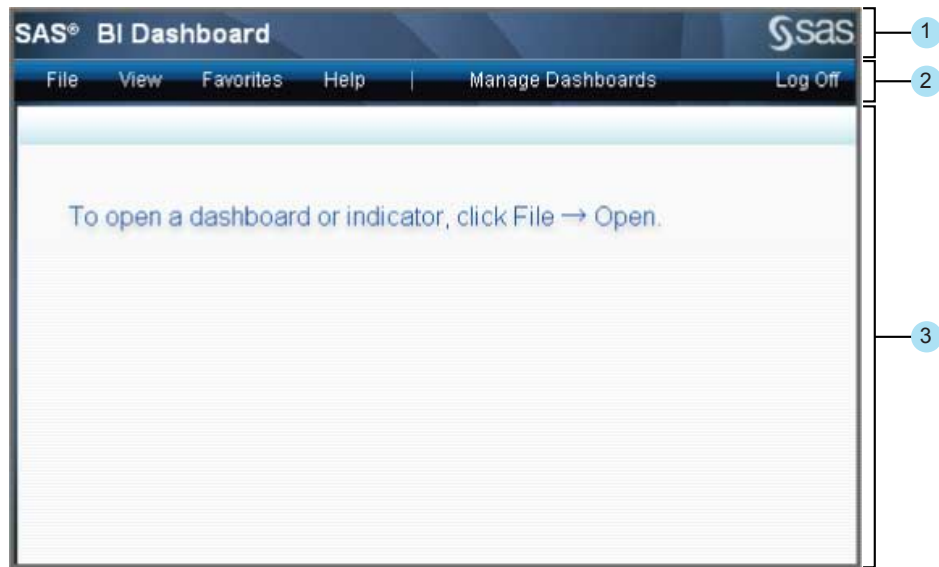 SAS® BI Dashboard
sas
1
File View Favorites Help | Manage Dashboards Log Off
2
To open a dashboard or indicator, click File → Open.
3